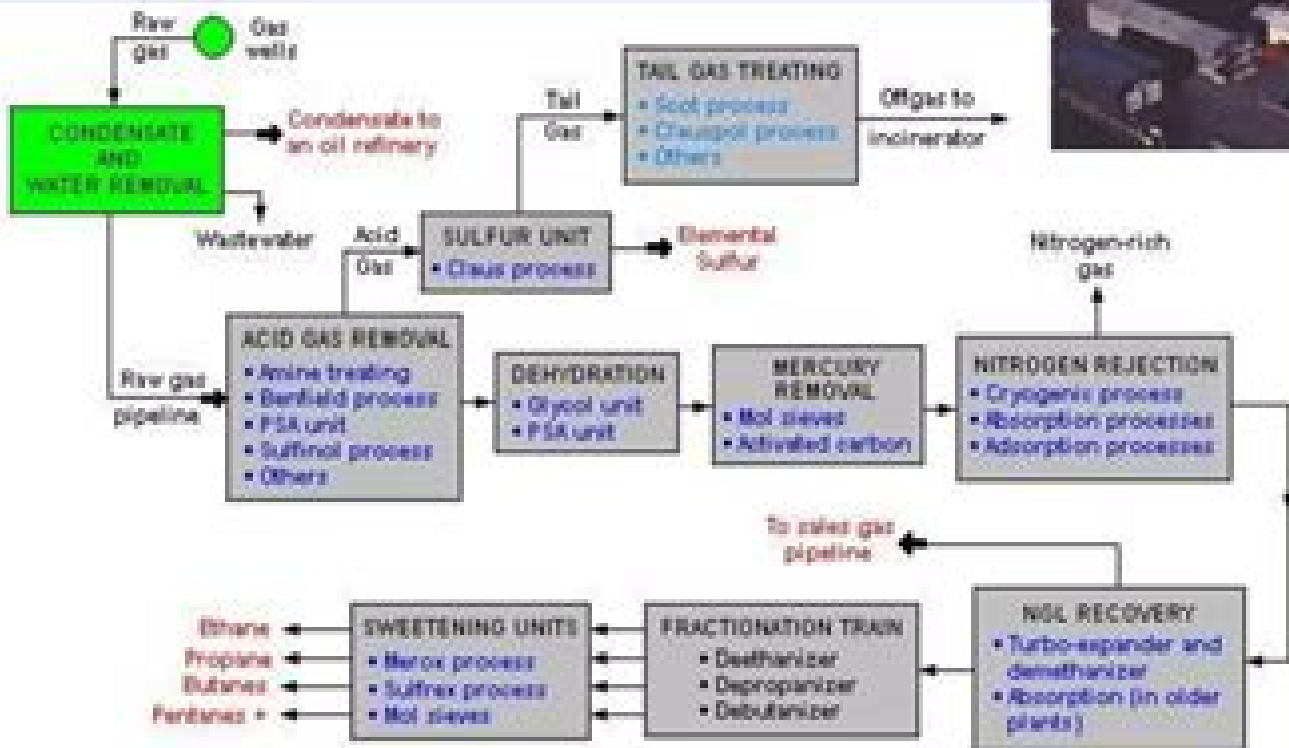 Raw gas
Gas wells
CONDENSATE
AND
WATER REMOVAL
Condensate to
an oil refinery
Wastewater
Raw gas
pipeline
ACID GAS REMOVAL
• Amine treating
• Benfield process
• PSA unit
• Sulfinol process
• Others
Acid
Gas
SULFUR UNIT
• Claus process
Elemental
Sulfur
Tail
Gas
TAIL GAS TREATING
• Scot process
• Clauspol process
• Others
Offgas to
incinerator
DEHYDRATION
• Glycol unit
• PSA unit
MERCURY
REMOVAL
• Mol sieves
• Activated carbon
Nitrogen-rich
gas
NITROGEN REJECTION
• Cryogenic process
• Absorption processes
• Adsorption processes
To sales gas
pipeline
NGL RECOVERY
• Turbo-expander and
demethanizer
• Absorption (in older
plants)
FRACTIONATION TRAIN
• Deethanizer
• Depropanizer
• Debutanizer
SWEETENING UNITS
• Merox process
• Sulfrex process
• Mol sieves
Ethane
Propane
Butanes
Pentanes +